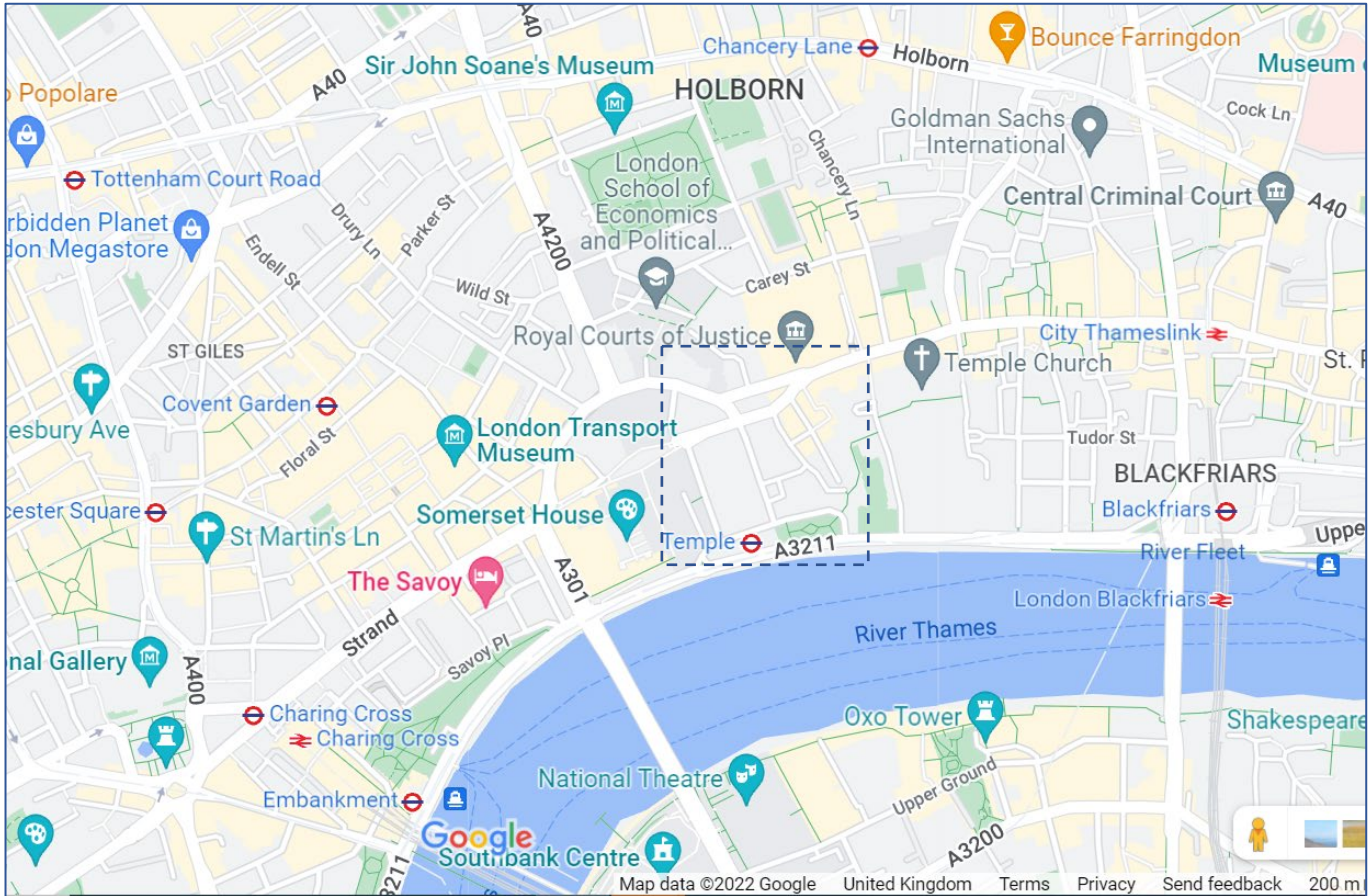 A40
Chancery Lane
Holborn
Bounce Farringdon
Sir John Soane's Museum
HOLBORN
Museum
Popolare
A40
Cock Ln
Goldman Sachs
International
Chancery Ln
London
School of
Economics
and Political...
Tottenham Court Road
Central Criminal Court
A40
rbidden Planet
don Megastore
Drury Ln
Parker St
A4200
Endell St
Wild St
Carey St
Royal Courts of Justice
City Thameslink
ST GILES
Temple Church
St.
Covent Garden
esbury Ave
London Transport
Museum
Floral St
Tudor St
BLACKFRIARS
cester Square
St Martin's Ln
Somerset House
Blackfriars
Temple
A3211
Uppe
River Fleet
The Savoy
A301
London Blackfriars
Strand
River Thames
Savoy Pl
nal Gallery
A400
Charing Cross
Charing Cross
Oxo Tower
Shakespeare
National Theatre
Upper Ground
Embankment
Google
Southbank Centre
A3200
A3211
Map data ©2022 Google United Kingdom Terms Privacy Send feedback 200 m